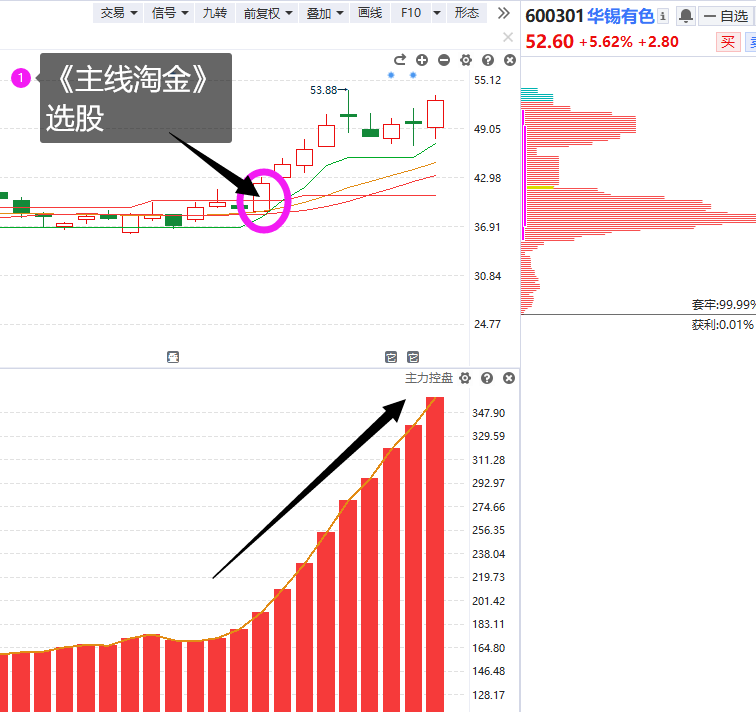 交易 信号 九转 前复权 叠加 画线 F10 形态
600301 华锡有色
自选
52.60 +5.62% +2.80 买
1
《主线淘金》
选股
53.88
55.12
49.05
42.98
36.91
30.84
24.77
套牢:99.99%
获利:0.01%
主力控盘
347.90
329.59
311.28
292.97
274.66
256.35
238.04
219.73
201.42
183.11
164.80
146.48
128.17